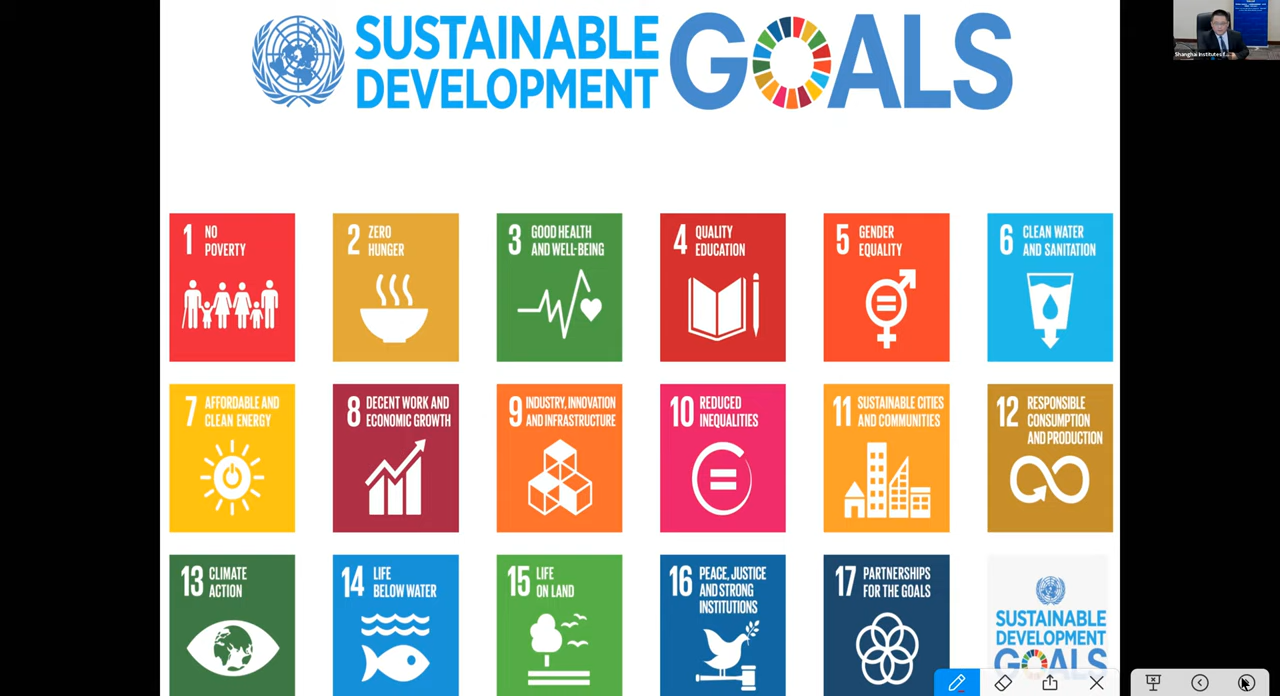 SUSTAINABLE
DEVELOPMENT
GOALS
Shanghai Institutes f...
1 NO
POVERTY
2 ZERO
HUNGER
3 GOOD HEALTH
AND WELL-BEING
4 QUALITY
EDUCATION
5 GENDER
EQUALITY
6 CLEAN WATER
AND SANITATION
7 AFFORDABLE AND
CLEAN ENERGY
8 DECENT WORK AND
ECONOMIC GROWTH
9 INDUSTRY, INNOVATION
AND INFRASTRUCTURE
10 REDUCED
INEQUALITIES
11 SUSTAINABLE CITIES
AND COMMUNITIES
12 RESPONSIBLE
CONSUMPTION
AND PRODUCTION
13 CLIMATE
ACTION
14 LIFE
BELOW WATER
15 LIFE
ON LAND
16 PEACE, JUSTICE
AND STRONG
INSTITUTIONS
17 PARTNERSHIPS
FOR THE GOALS
SUSTAINABLE
DEVELOPMENT
GOALS